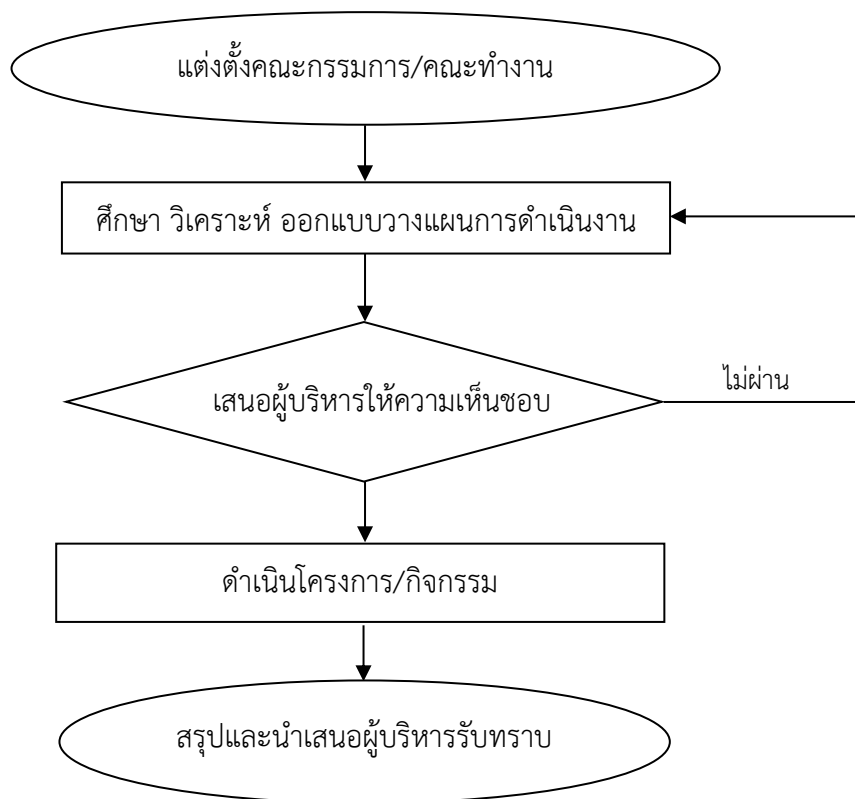 แต่งตั้งคณะกรรมการ/คณะทำงาน
ศึกษา วิเคราะห์ ออกแบบวางแผนการดำเนินงาน
เสนอผู้บริหารให้ความเห็นชอบ
ไม่ผ่าน
ดำเนินโครงการ/กิจกรรม
สรุปและนำเสนอผู้บริหารรับทราบ